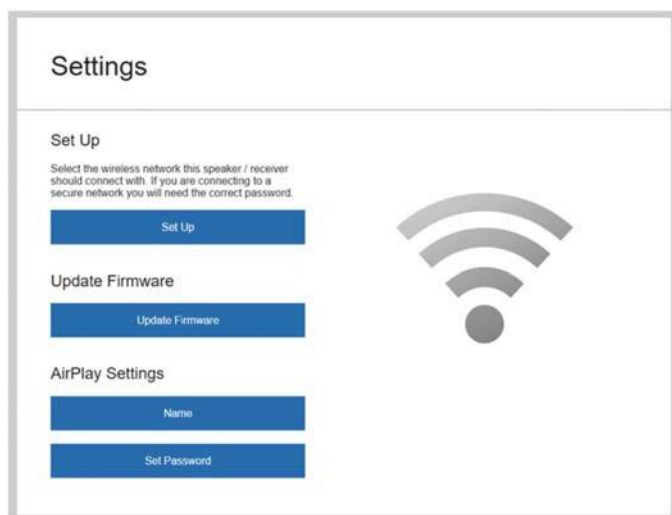 Settings
Set Up
Select the wireless network this speaker / receiver
should connect with. If you are connecting to a
secure network you will need the correct password.
Set Up
Update Firmware
Update Firmware
AirPlay Settings
Name
Set Password